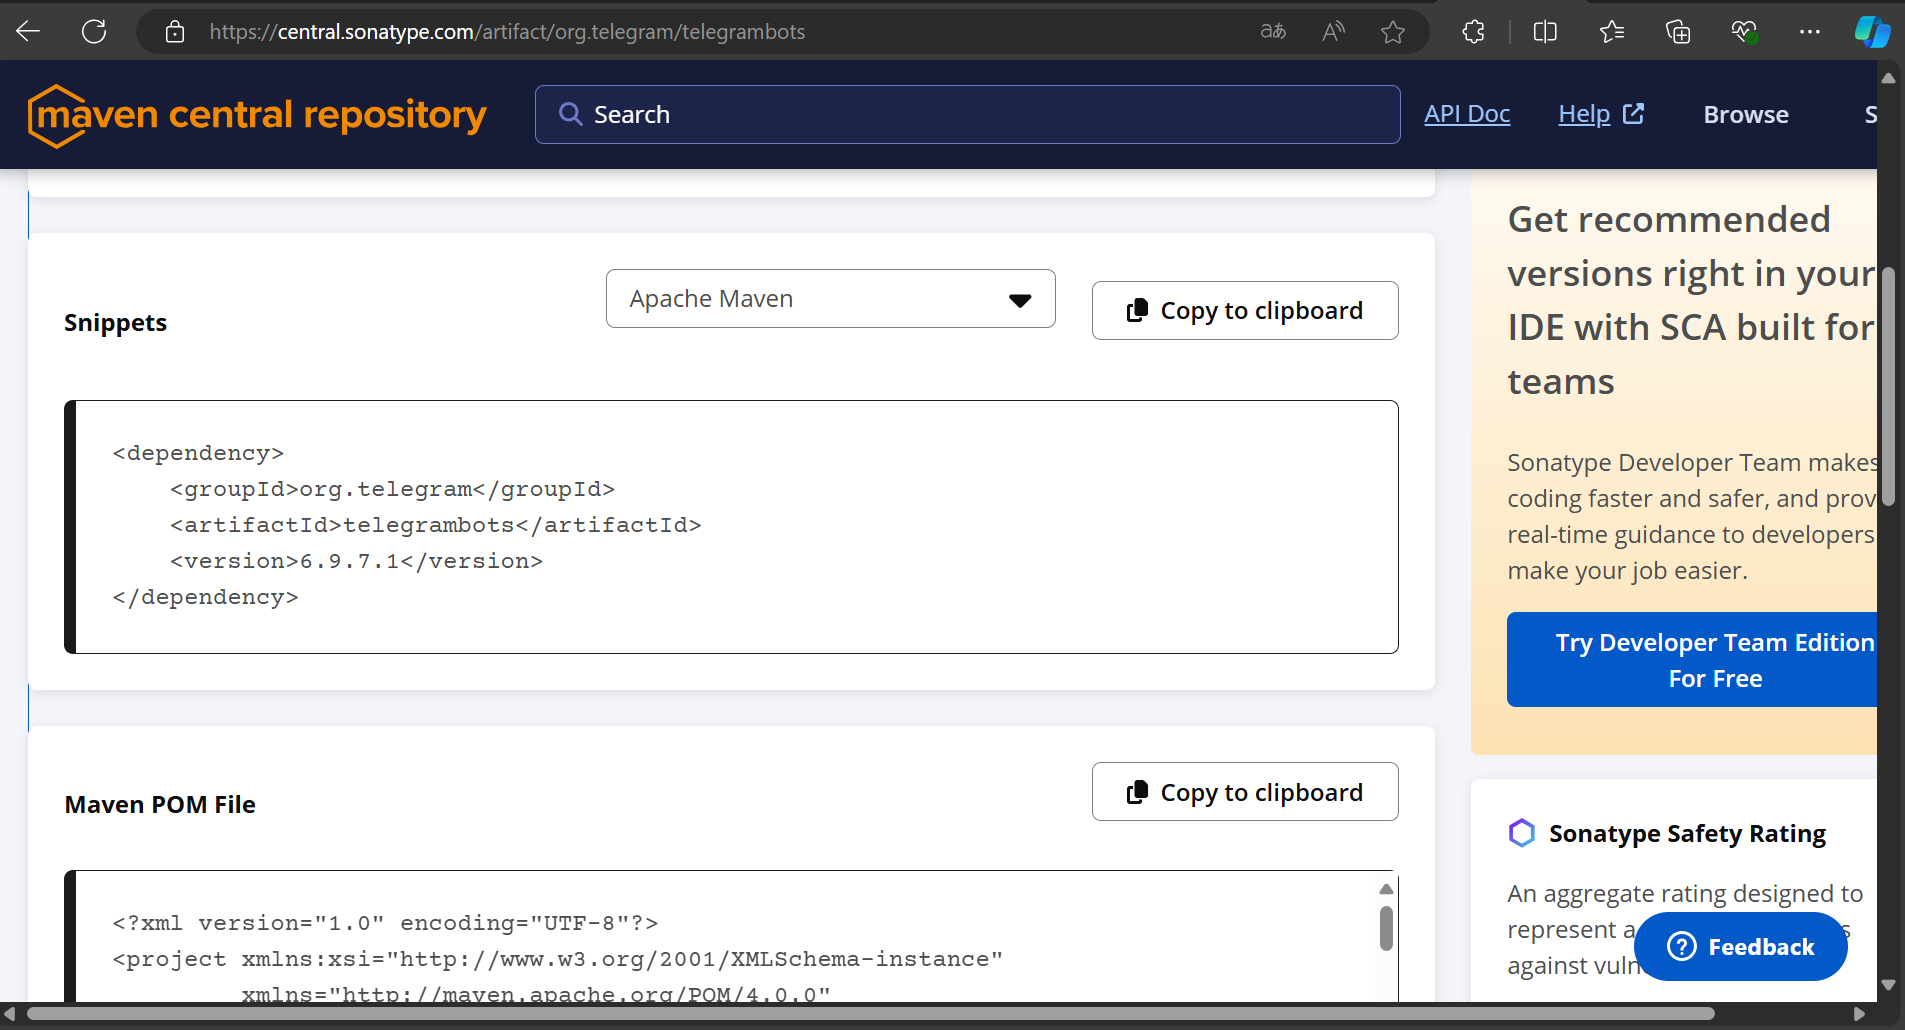 https://central.sonatype.com/artifact/org.telegram/telegrambots
maven central repository
Search
API Doc
Help
Browse
S
Snippets
Apache Maven
Copy to clipboard
<dependency>
    <groupId>org.telegram</groupId>
    <artifactId>telegrambots</artifactId>
    <version>6.9.7.1</version>
</dependency>
Maven POM File
Copy to clipboard
<?xml version="1.0" encoding="UTF-8"?>
<project xmlns:xsi="http://www.w3.org/2001/XMLSchema-instance"
         xmlns="http://maven.apache.org/POM/4.0.0"
Get recommended
versions right in your
IDE with SCA built for
teams
Sonatype Developer Team makes
coding faster and safer, and prov
real-time guidance to developers
make your job easier.
Try Developer Team Edition
For Free
Sonatype Safety Rating
An aggregate rating designed to
represent a
against vuln
Feedback